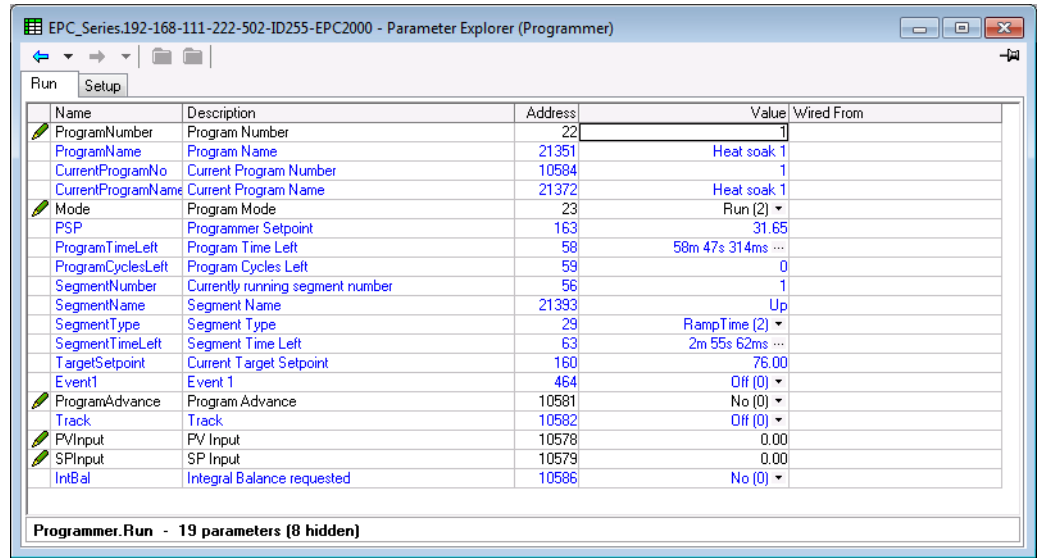 EPC_Series.192-168-111-222-502-ID255-EPC2000 - Parameter Explorer (Programmer)
Run Setup
Name Description Address Value Wired From
ProgramNumber Program Number 22 1
ProgramName Program Name 21351 Heat soak 1
CurrentProgramNo Current Program Number 10584 1
CurrentProgramName Current Program Name 21372 Heat soak 1
Mode Program Mode 23 Run (2)
PSP Programmer Setpoint 163 31.65
ProgramTimeLeft Program Time Left 58 58m 47s 314ms ...
ProgramCyclesLeft Program Cycles Left 59 0
SegmentNumber Currently running segment number 56 1
SegmentName Segment Name 21393 Up
SegmentType Segment Type 29 RampTime (2)
SegmentTimeLeft Segment Time Left 63 2m 55s 62ms ...
TargetSetpoint Current Target Setpoint 160 76.00
Event1 Event 1 464 Off (0)
ProgramAdvance Program Advance 10581 No (0)
Track Track 10582 Off (0)
PVInput PV Input 10578 0.00
SPInput SP Input 10579 0.00
IntBal Integral Balance requested 10586 No (0)
Programmer.Run - 19 parameters (8 hidden)